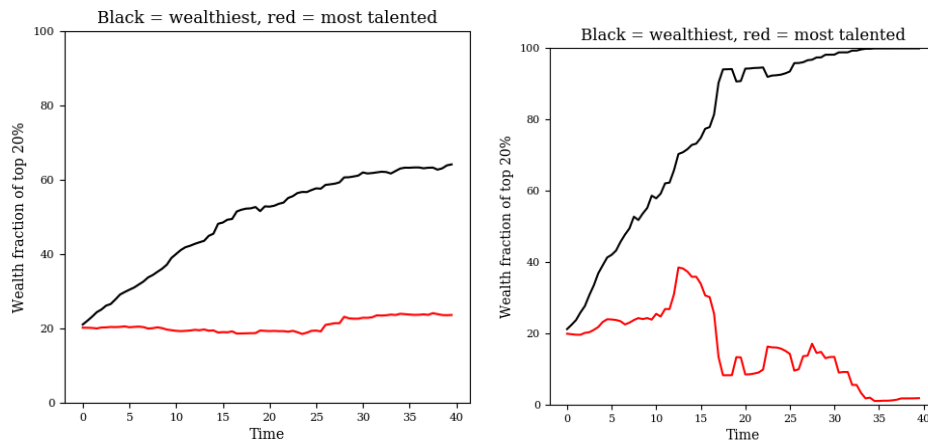 Black = wealthiest, red = most talented
100
80
60
40
20
0
Wealth fraction of top 20%
0 5 10 15 20 25 30 35 40
Time
Black = wealthiest, red = most talented
100
80
60
40
20
0
Wealth fraction of top 20%
0 5 10 15 20 25 30 35 40
Time